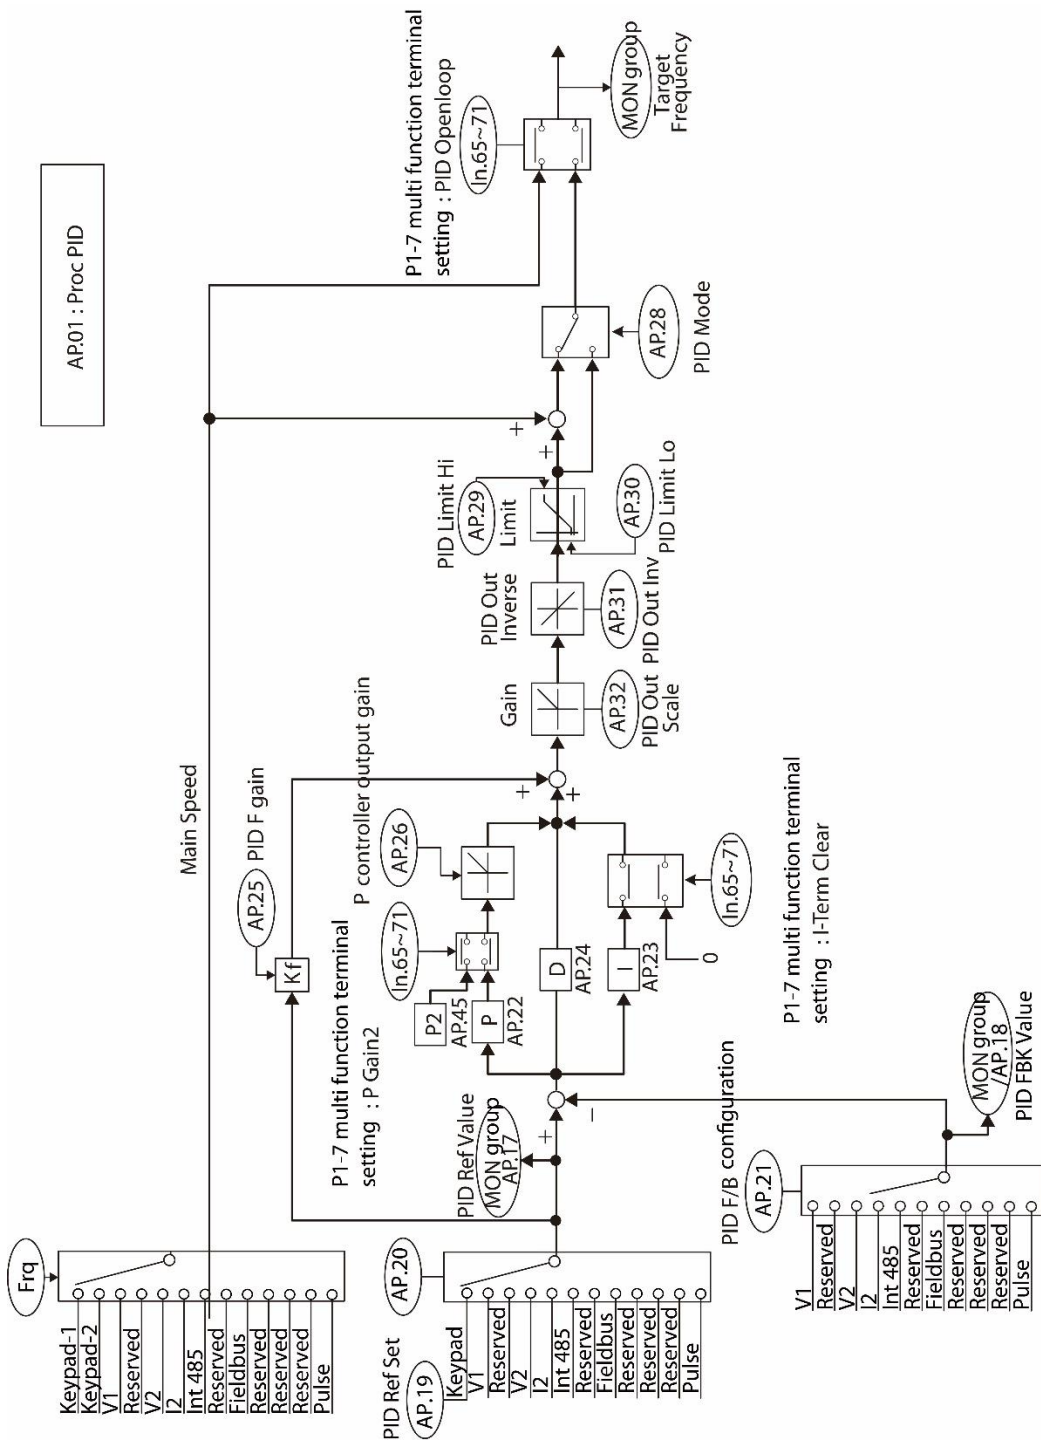 AP.01 : Proc PID
Frq
Keypad-1
Keypad-2
V1
Reserved
V2
I2
Int 485
Reserved
Fieldbus
Reserved
Reserved
Reserved
Pulse
Main Speed
AP.25
PID F gain
Kf
PID Ref Set
AP.19
AP.20
Keypad
V1
Reserved
V2
I2
Int 485
Reserved
Fieldbus
Reserved
Reserved
Reserved
Pulse
PID Ref Value
MON group
AP.17
+
−
P1-7 multi function terminal
setting : P Gain2
In.65~71
P2
AP.45
P
AP.22
P controller output gain
AP.26
D
AP.24
I
AP.23
0
In.65~71
P1-7 multi function terminal
setting : I-Term Clear
+
+
Gain
AP.32
PID Out
Scale
PID Out
Inverse
AP.31
PID Out Inv
PID Limit Hi
AP.29
Limit
AP.30
PID Limit Lo
+
+
AP.28
PID Mode
P1-7 multi function terminal
setting : PID Openloop
In.65~71
MON group
Target
Frequency
PID F/B configuration
AP.21
V1
Reserved
V2
I2
Int 485
Reserved
Fieldbus
Reserved
Reserved
Reserved
Pulse
MON group
/AP.18
PID FBK Value